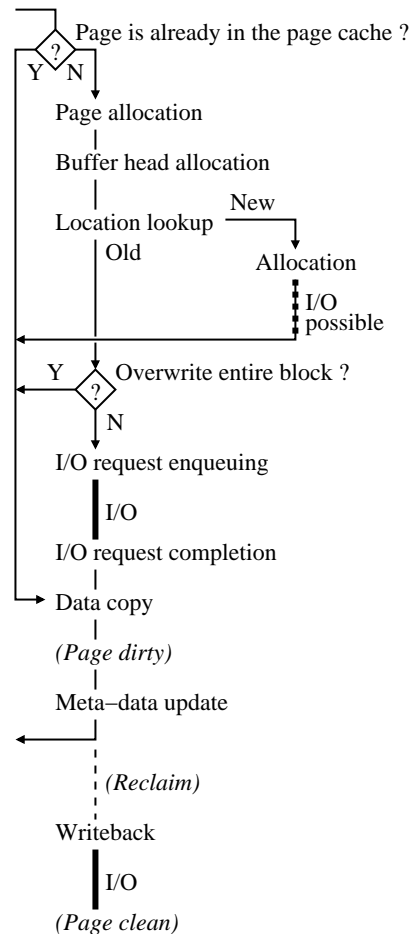 Page is already in the page cache ?
?
Y N
Page allocation
Buffer head allocation
Location lookup
New
Old
Allocation
I/O
possible
Y
?
Overwrite entire block ?
N
I/O request enqueuing
I/O
I/O request completion
Data copy
(Page dirty)
Meta−data update
(Reclaim)
Writeback
I/O
(Page clean)